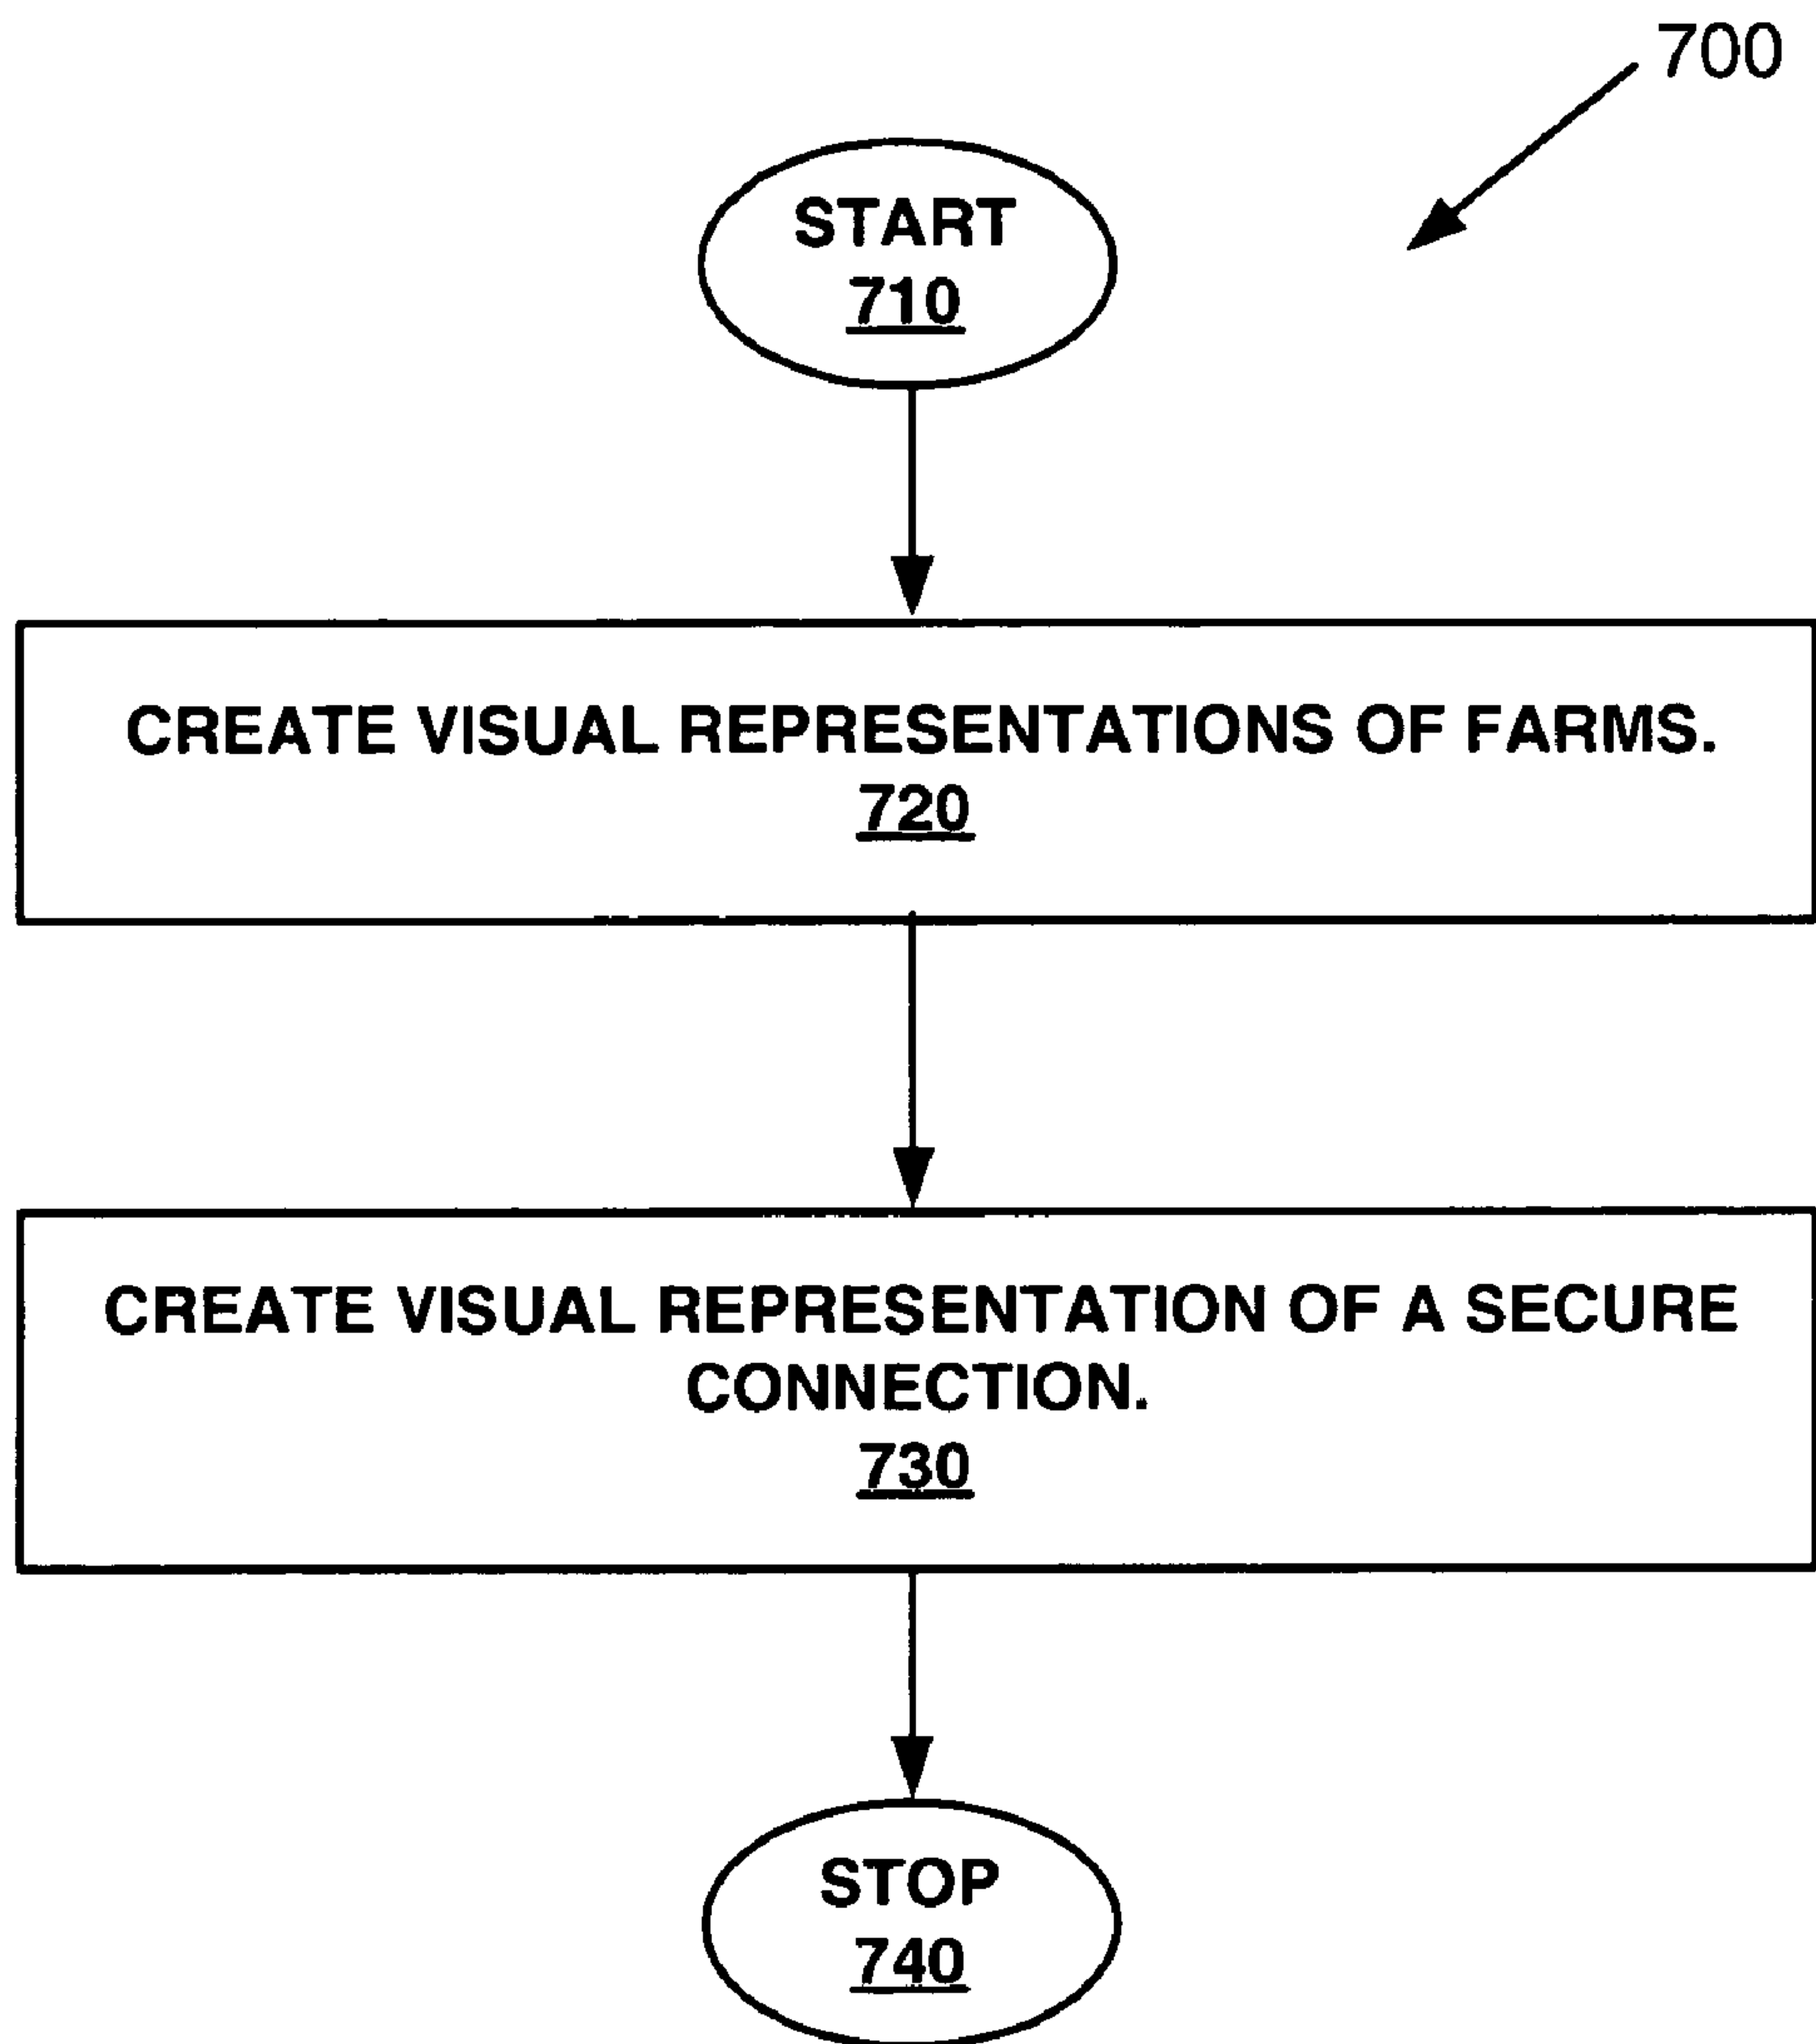 700
START
710
CREATE VISUAL REPRESENTATIONS OF FARMS.
720
CREATE VISUAL REPRESENTATION OF A SECURE
CONNECTION.
730
STOP
740